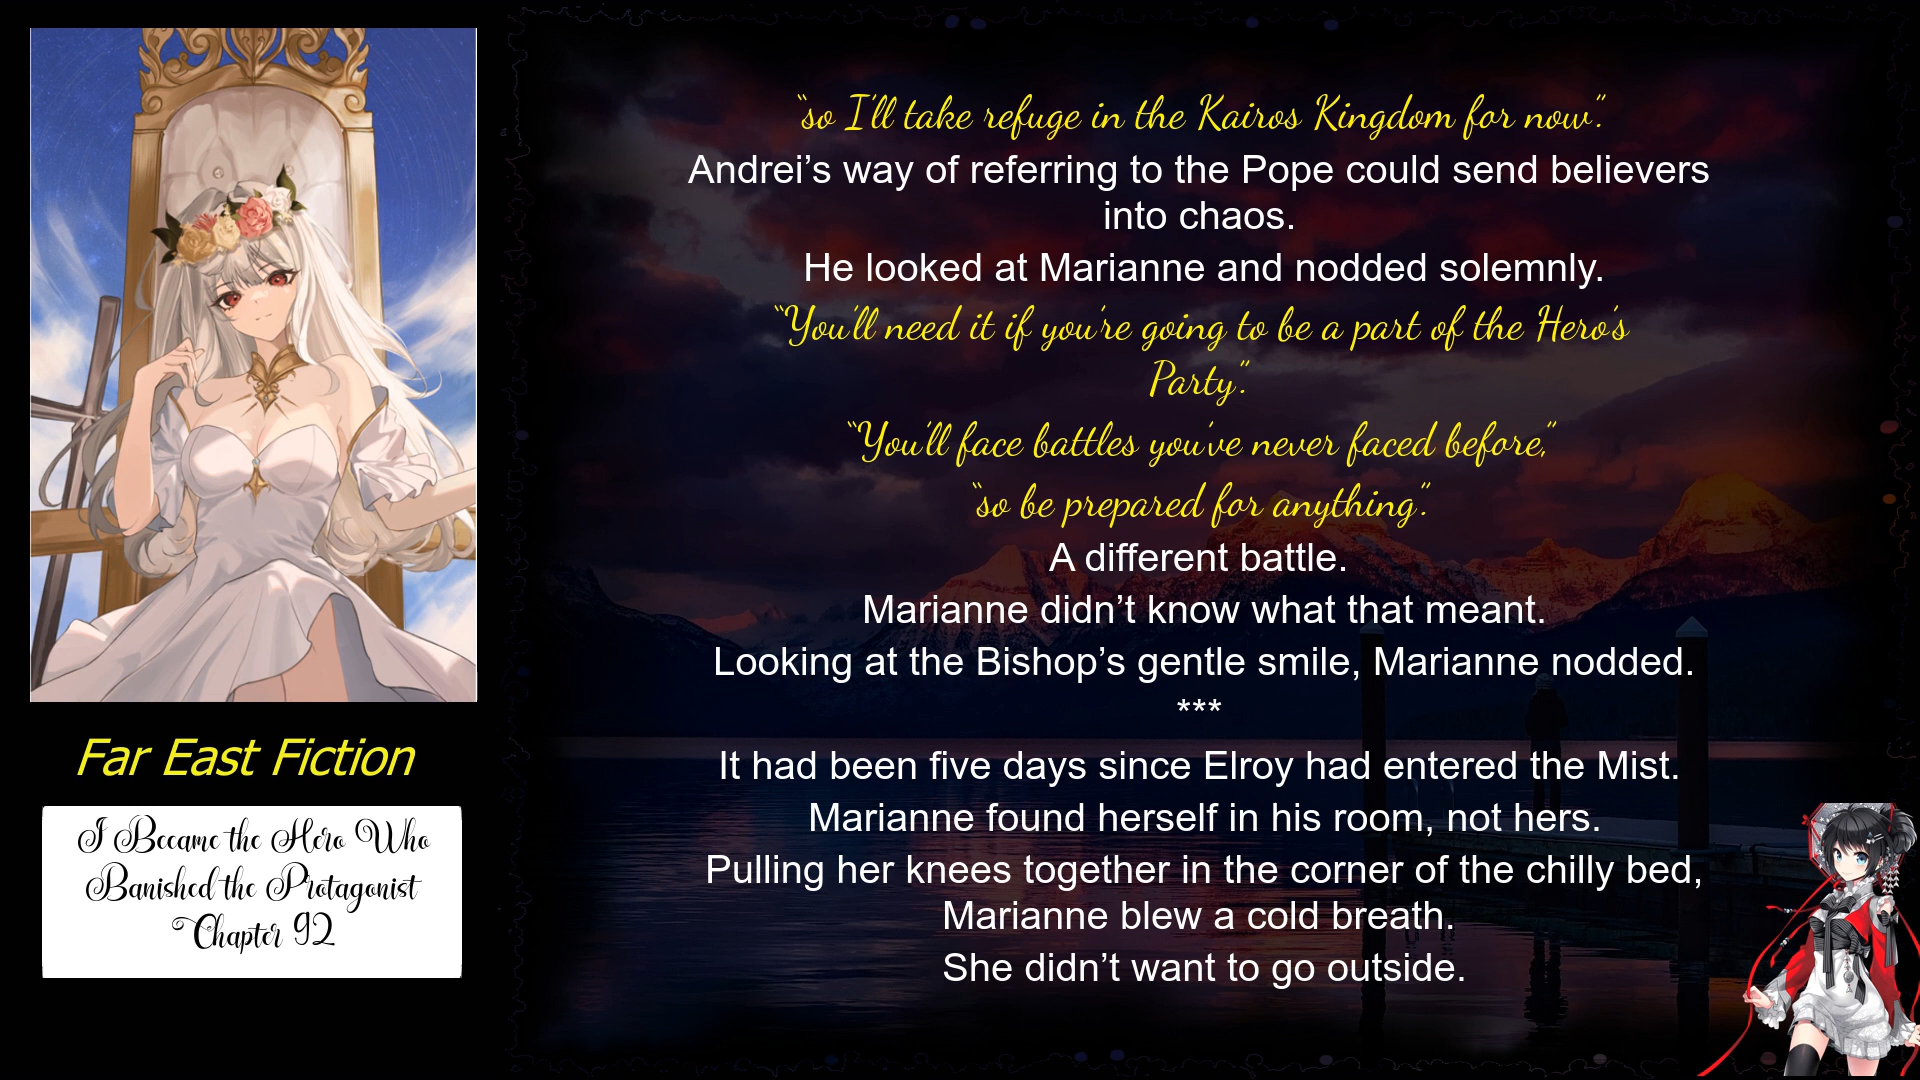 “so I’ll take refuge in the Kairos Kingdom for now”.
Andrei’s way of referring to the Pope could send believers
into chaos.
He looked at Marianne and nodded solemnly.
“You’ll need it if you’re going to be a part of the Hero’s
Party”.
“You’ll face battles you’ve never faced before,”
“so be prepared for anything”.
A different battle.
Marianne didn’t know what that meant.
Looking at the Bishop’s gentle smile, Marianne nodded.
***
It had been five days since Elroy had entered the Mist.
Marianne found herself in his room, not hers.
Pulling her knees together in the corner of the chilly bed,
Marianne blew a cold breath.
She didn’t want to go outside.
Far East Fiction
I Became the Hero Who
Banished the Protagonist
Chapter 92